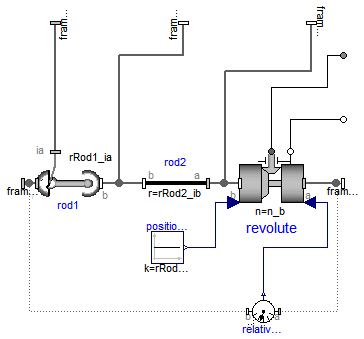 fram...
fram...
fram...
ia
rRod1_ia
rod2
b
a
fram...
b
r=rRod2_ib
b
a
fram...
rod1
n=n_b
positio...
revolute
k=rRod...
b
a
relativ...